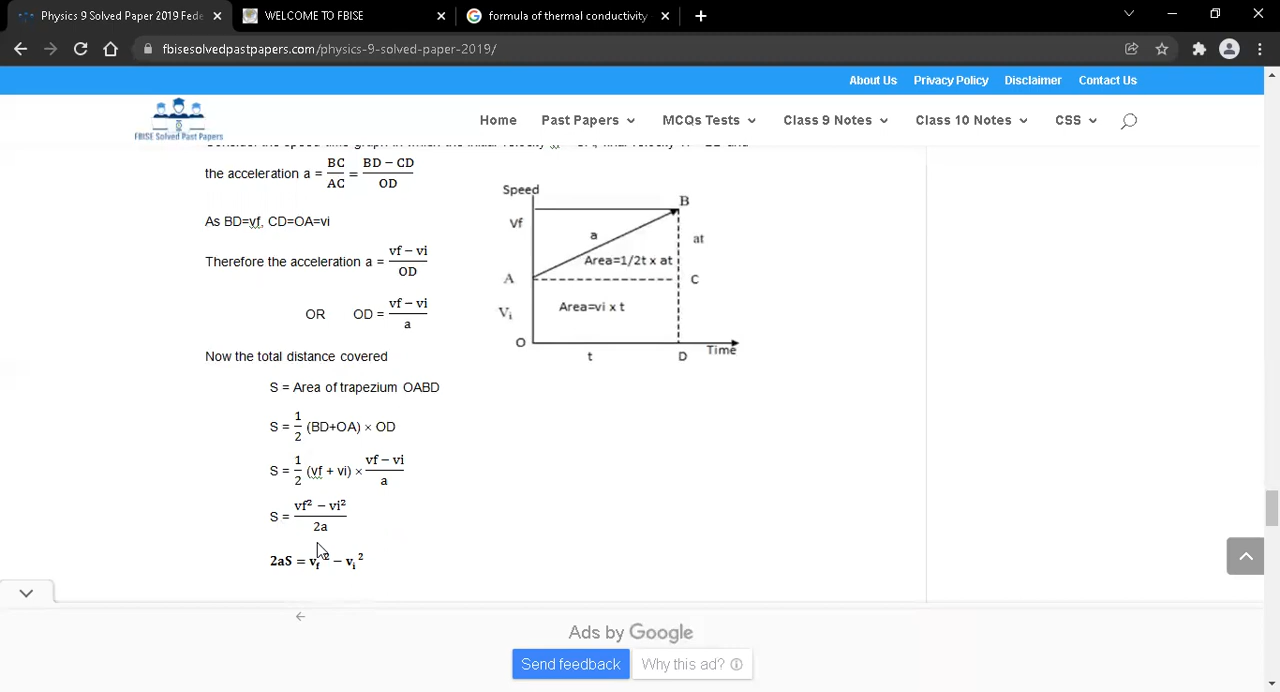 Physics 9 Solved Paper 2019 Fede
WELCOME TO FBISE
formula of thermal conductivity
fbisesolvedpastpapers.com/physics-9-solved-paper-2019/
About Us Privacy Policy Disclaimer Contact Us
FBISE Solved Past Papers
Home Past Papers MCQs Tests Class 9 Notes Class 10 Notes CSS
the acceleration a = BC/AC = BD − CD/OD
As BD=vf, CD=OA=vi
Therefore the acceleration a = vf − vi/OD
OR OD = vf − vi/a
Now the total distance covered
S = Area of trapezium OABD
S = 1/2 (BD+OA) × OD
S = 1/2 (vf + vi) × vf − vi/a
S = vf² − vi²/2a
2aS = vf² − vi²
Speed
B
Vf
a
at
Area=1/2t x at
A
C
Vi
Area=vi x t
O
t
D
Time
Ads by Google
Send feedback
Why this ad?